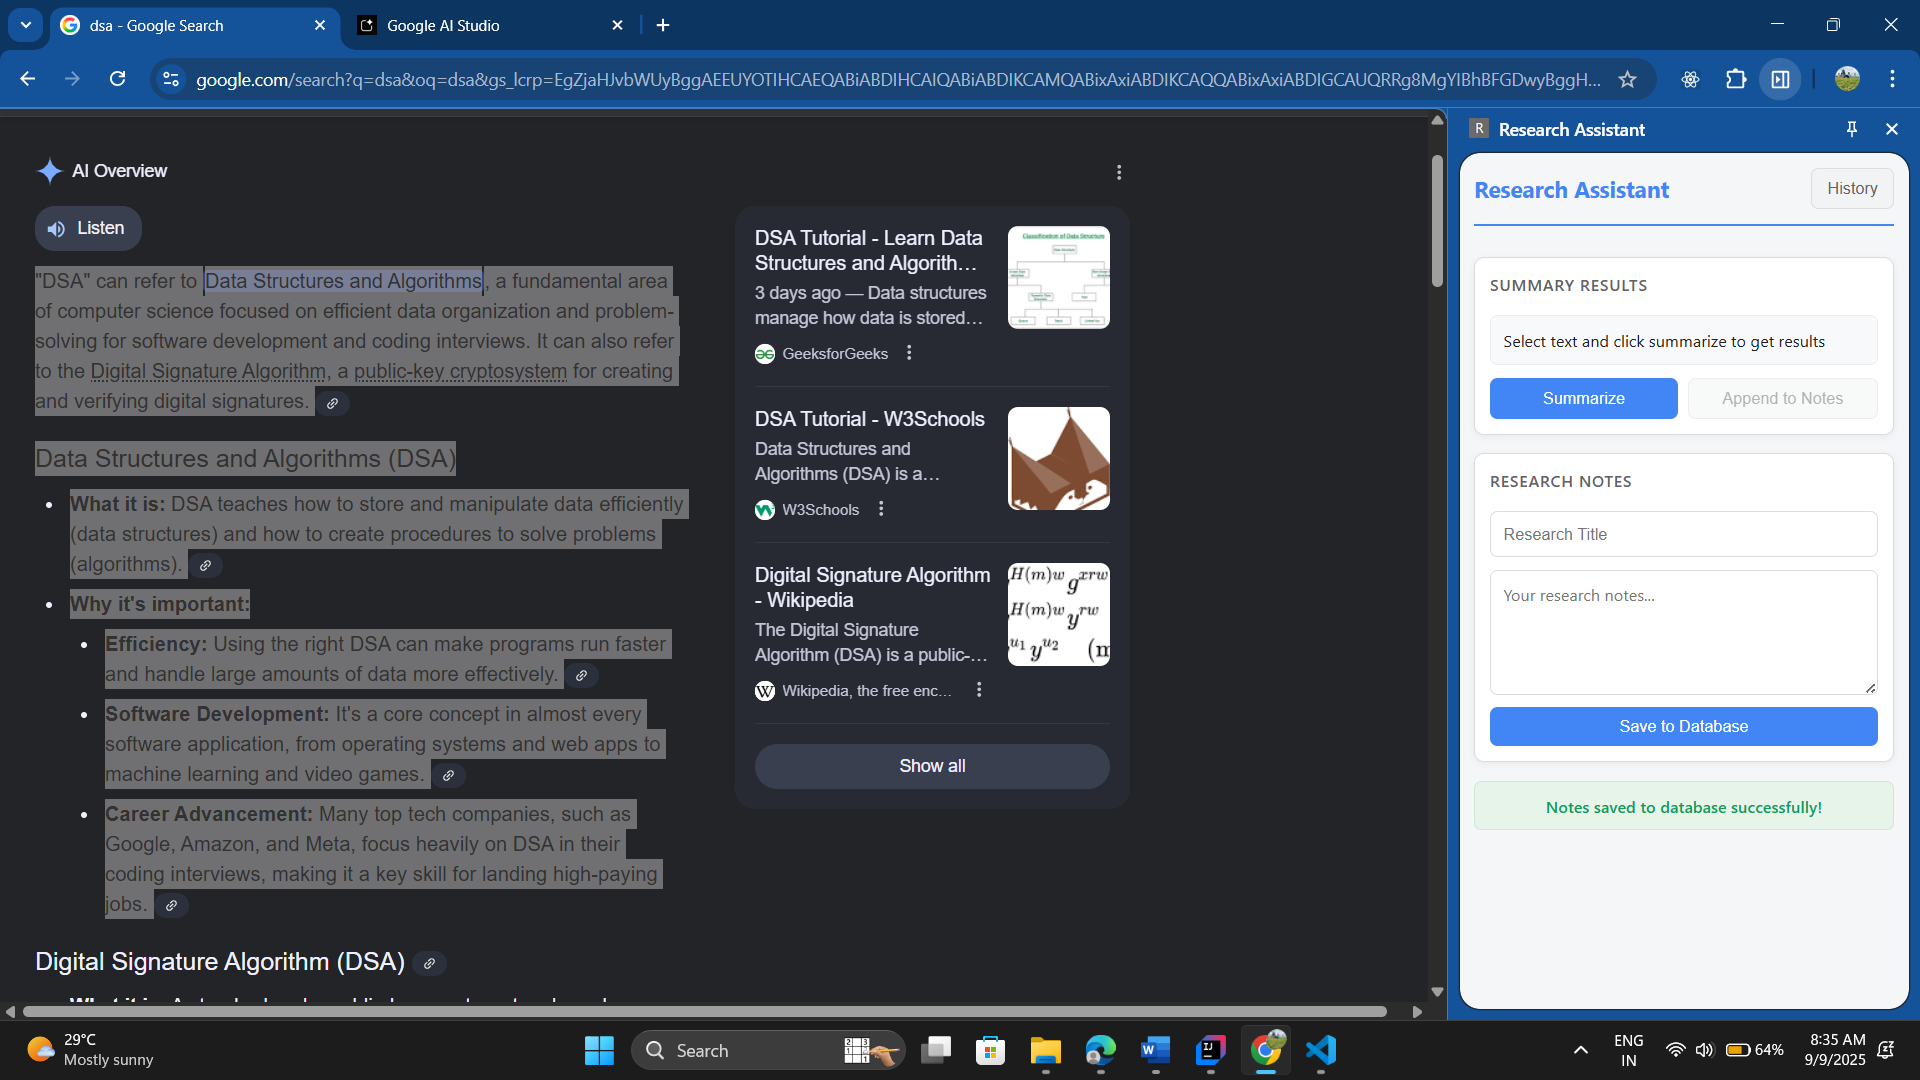 dsa - Google Search
Google AI Studio
google.com/search?q=dsa&oq=dsa&gs_lcrp=EgZjaHJvbWUyBggAEEUYOTIHCAEQABiABDIHCAIQABiABDIKCAMQABixAxiABDIKCAQQABixAxiABDIGCAUQRRg8MgYIBhBFGDwyBggH...
AI Overview
Listen
"DSA" can refer to Data Structures and Algorithms, a fundamental area
of computer science focused on efficient data organization and problem-
solving for software development and coding interviews. It can also refer
to the Digital Signature Algorithm, a public-key cryptosystem for creating
and verifying digital signatures.
Data Structures and Algorithms (DSA)
What it is: DSA teaches how to store and manipulate data efficiently
(data structures) and how to create procedures to solve problems
(algorithms).
Why it's important:
Efficiency: Using the right DSA can make programs run faster
and handle large amounts of data more effectively.
Software Development: It's a core concept in almost every
software application, from operating systems and web apps to
machine learning and video games.
Career Advancement: Many top tech companies, such as
Google, Amazon, and Meta, focus heavily on DSA in their
coding interviews, making it a key skill for landing high-paying
jobs.
Digital Signature Algorithm (DSA)
DSA Tutorial - Learn Data
Structures and Algorith...
3 days ago — Data structures
manage how data is stored...
GeeksforGeeks
Classification of Data Structure
DSA Tutorial - W3Schools
Data Structures and
Algorithms (DSA) is a...
W3Schools
Digital Signature Algorithm
- Wikipedia
The Digital Signature
Algorithm (DSA) is a public-...
Wikipedia, the free enc...
Show all
R Research Assistant
Research Assistant
History
SUMMARY RESULTS
Select text and click summarize to get results
Summarize
Append to Notes
RESEARCH NOTES
Research Title
Your research notes...
Save to Database
Notes saved to database successfully!
29°C
Mostly sunny
Search
ENG
IN
64%
8:35 AM
9/9/2025